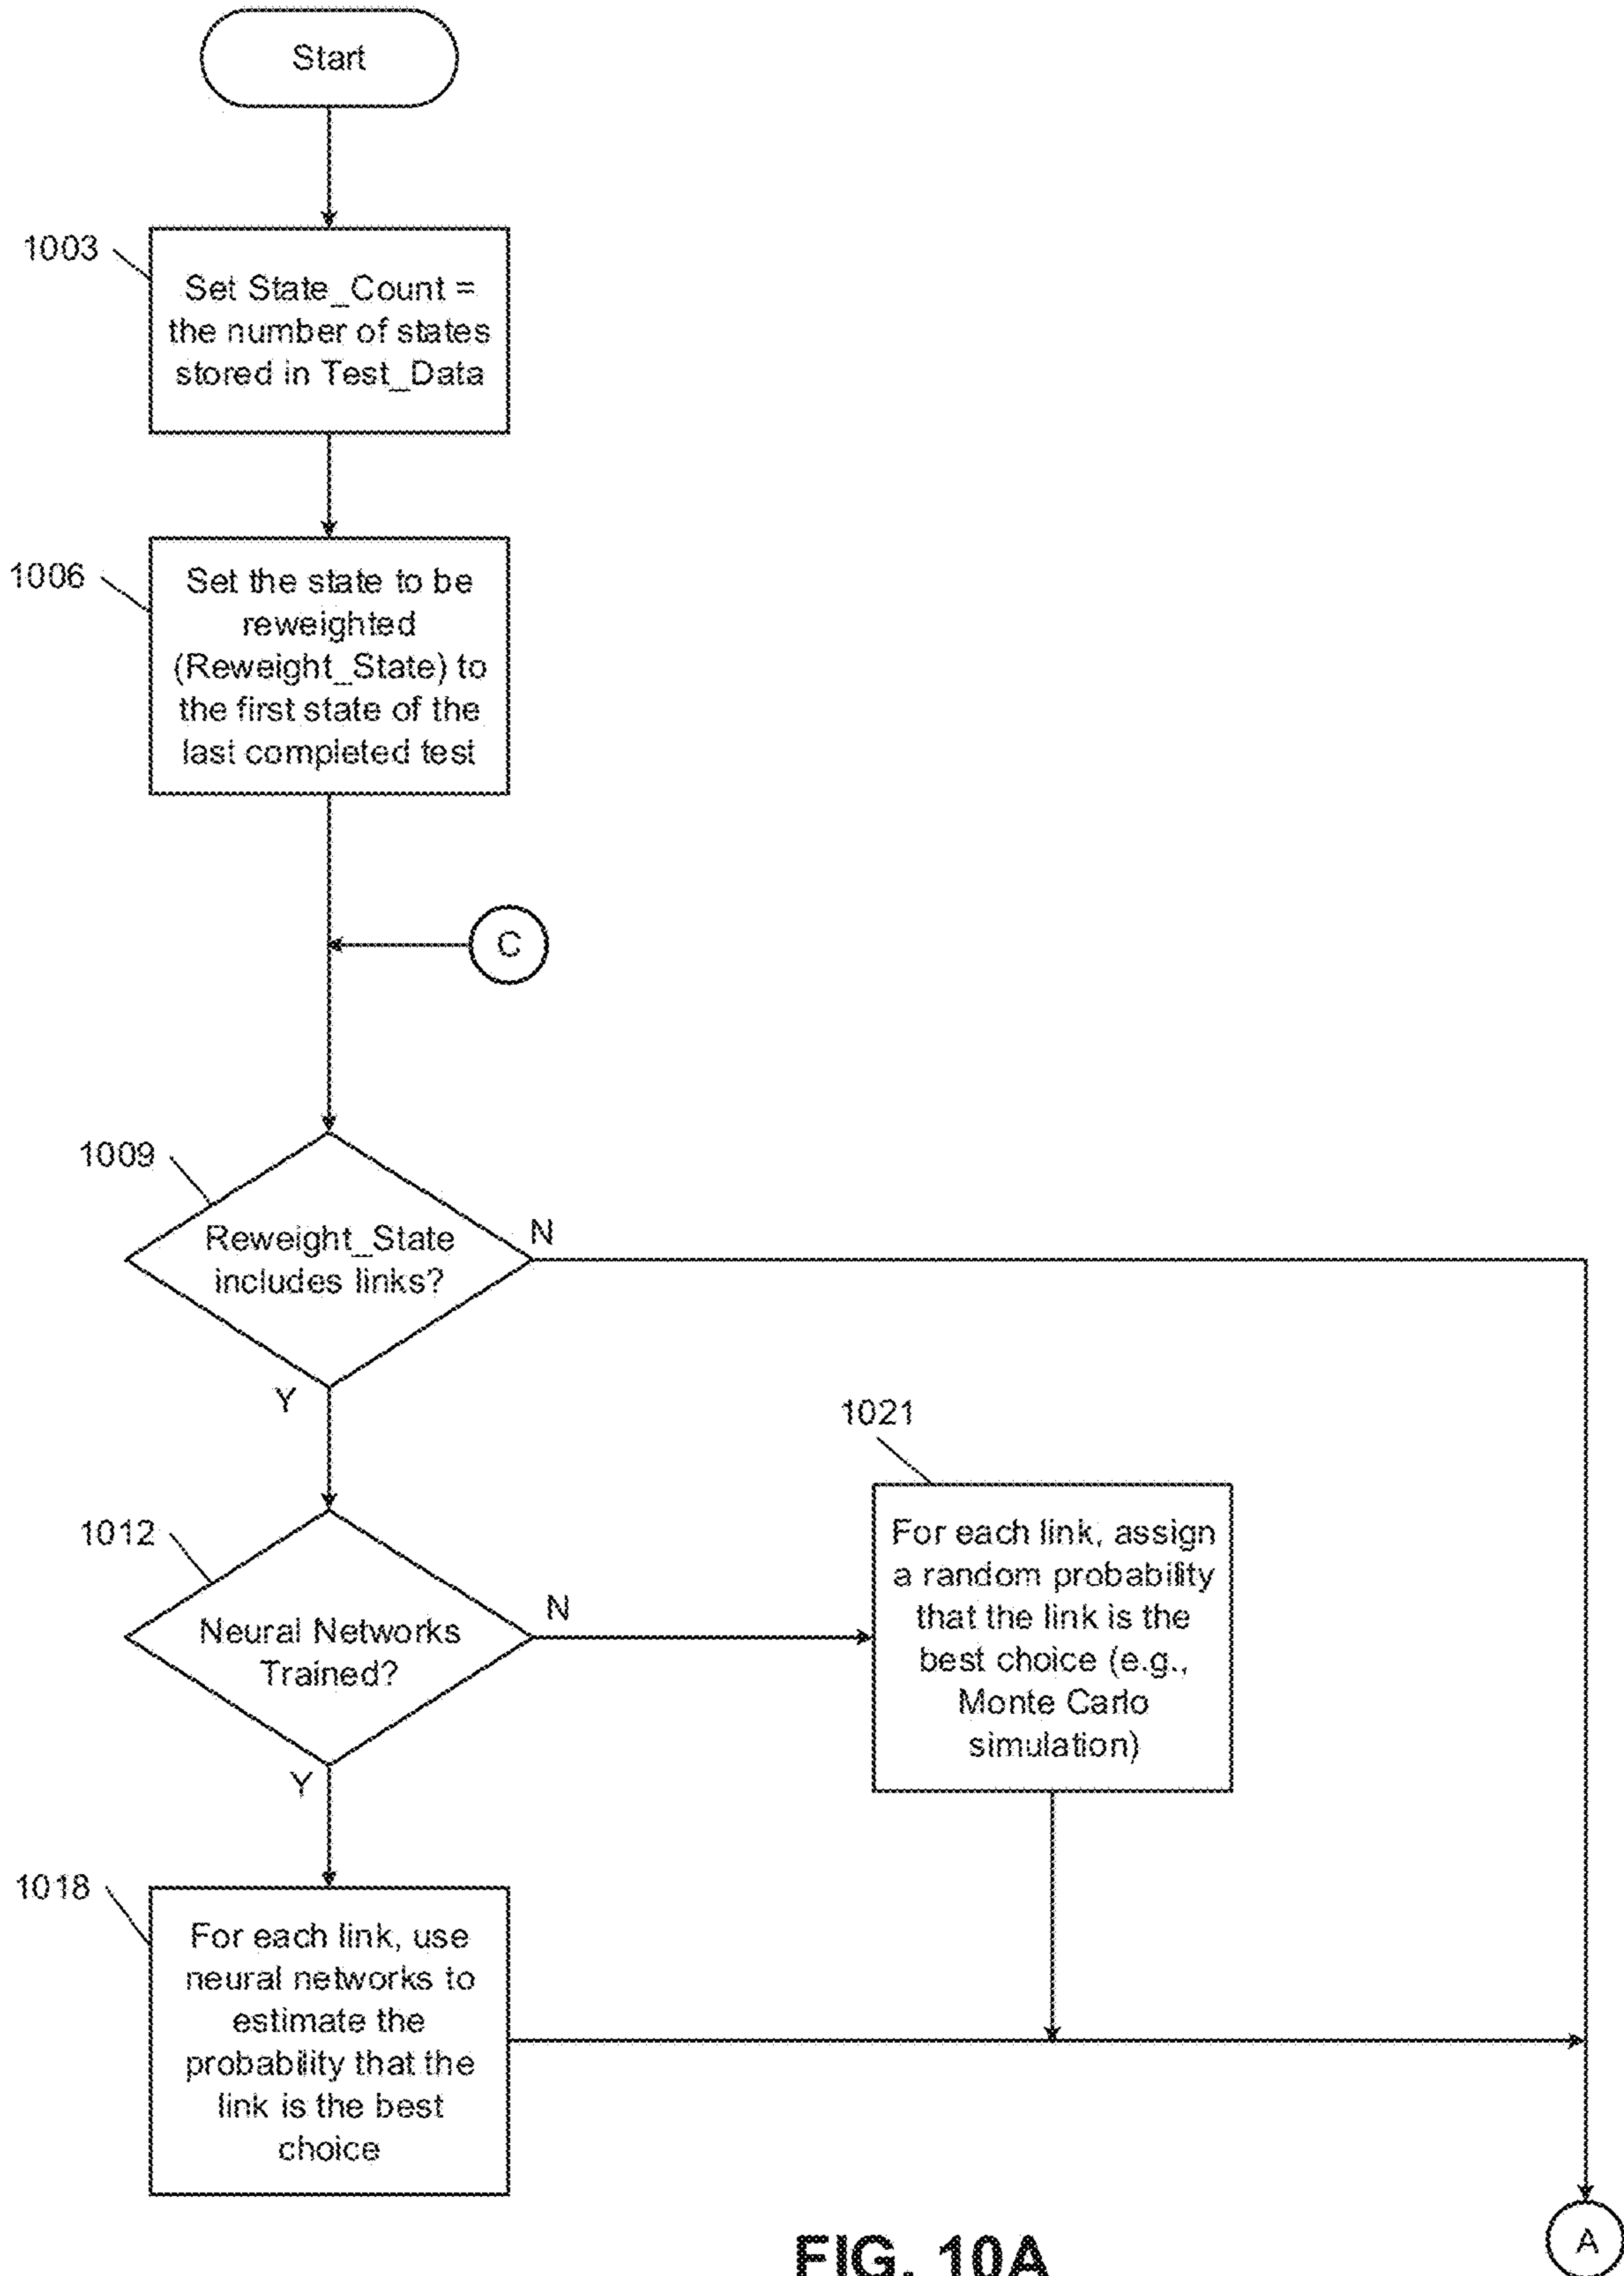 Start
1003
Set State_Count =
the number of states
stored in Test_Data
1006
Set the state to be
reweighted
(Reweight_State) to
the first state of the
last completed test
C
1009
Reweight_State
includes links?
N
Y
1021
For each link, assign
a random probability
that the link is the
best choice (e.g.,
Monte Carlo
simulation)
1012
Neural Networks
Trained?
N
Y
1018
For each link, use
neural networks to
estimate the
probability that the
link is the best
choice
A
FIG. 10A